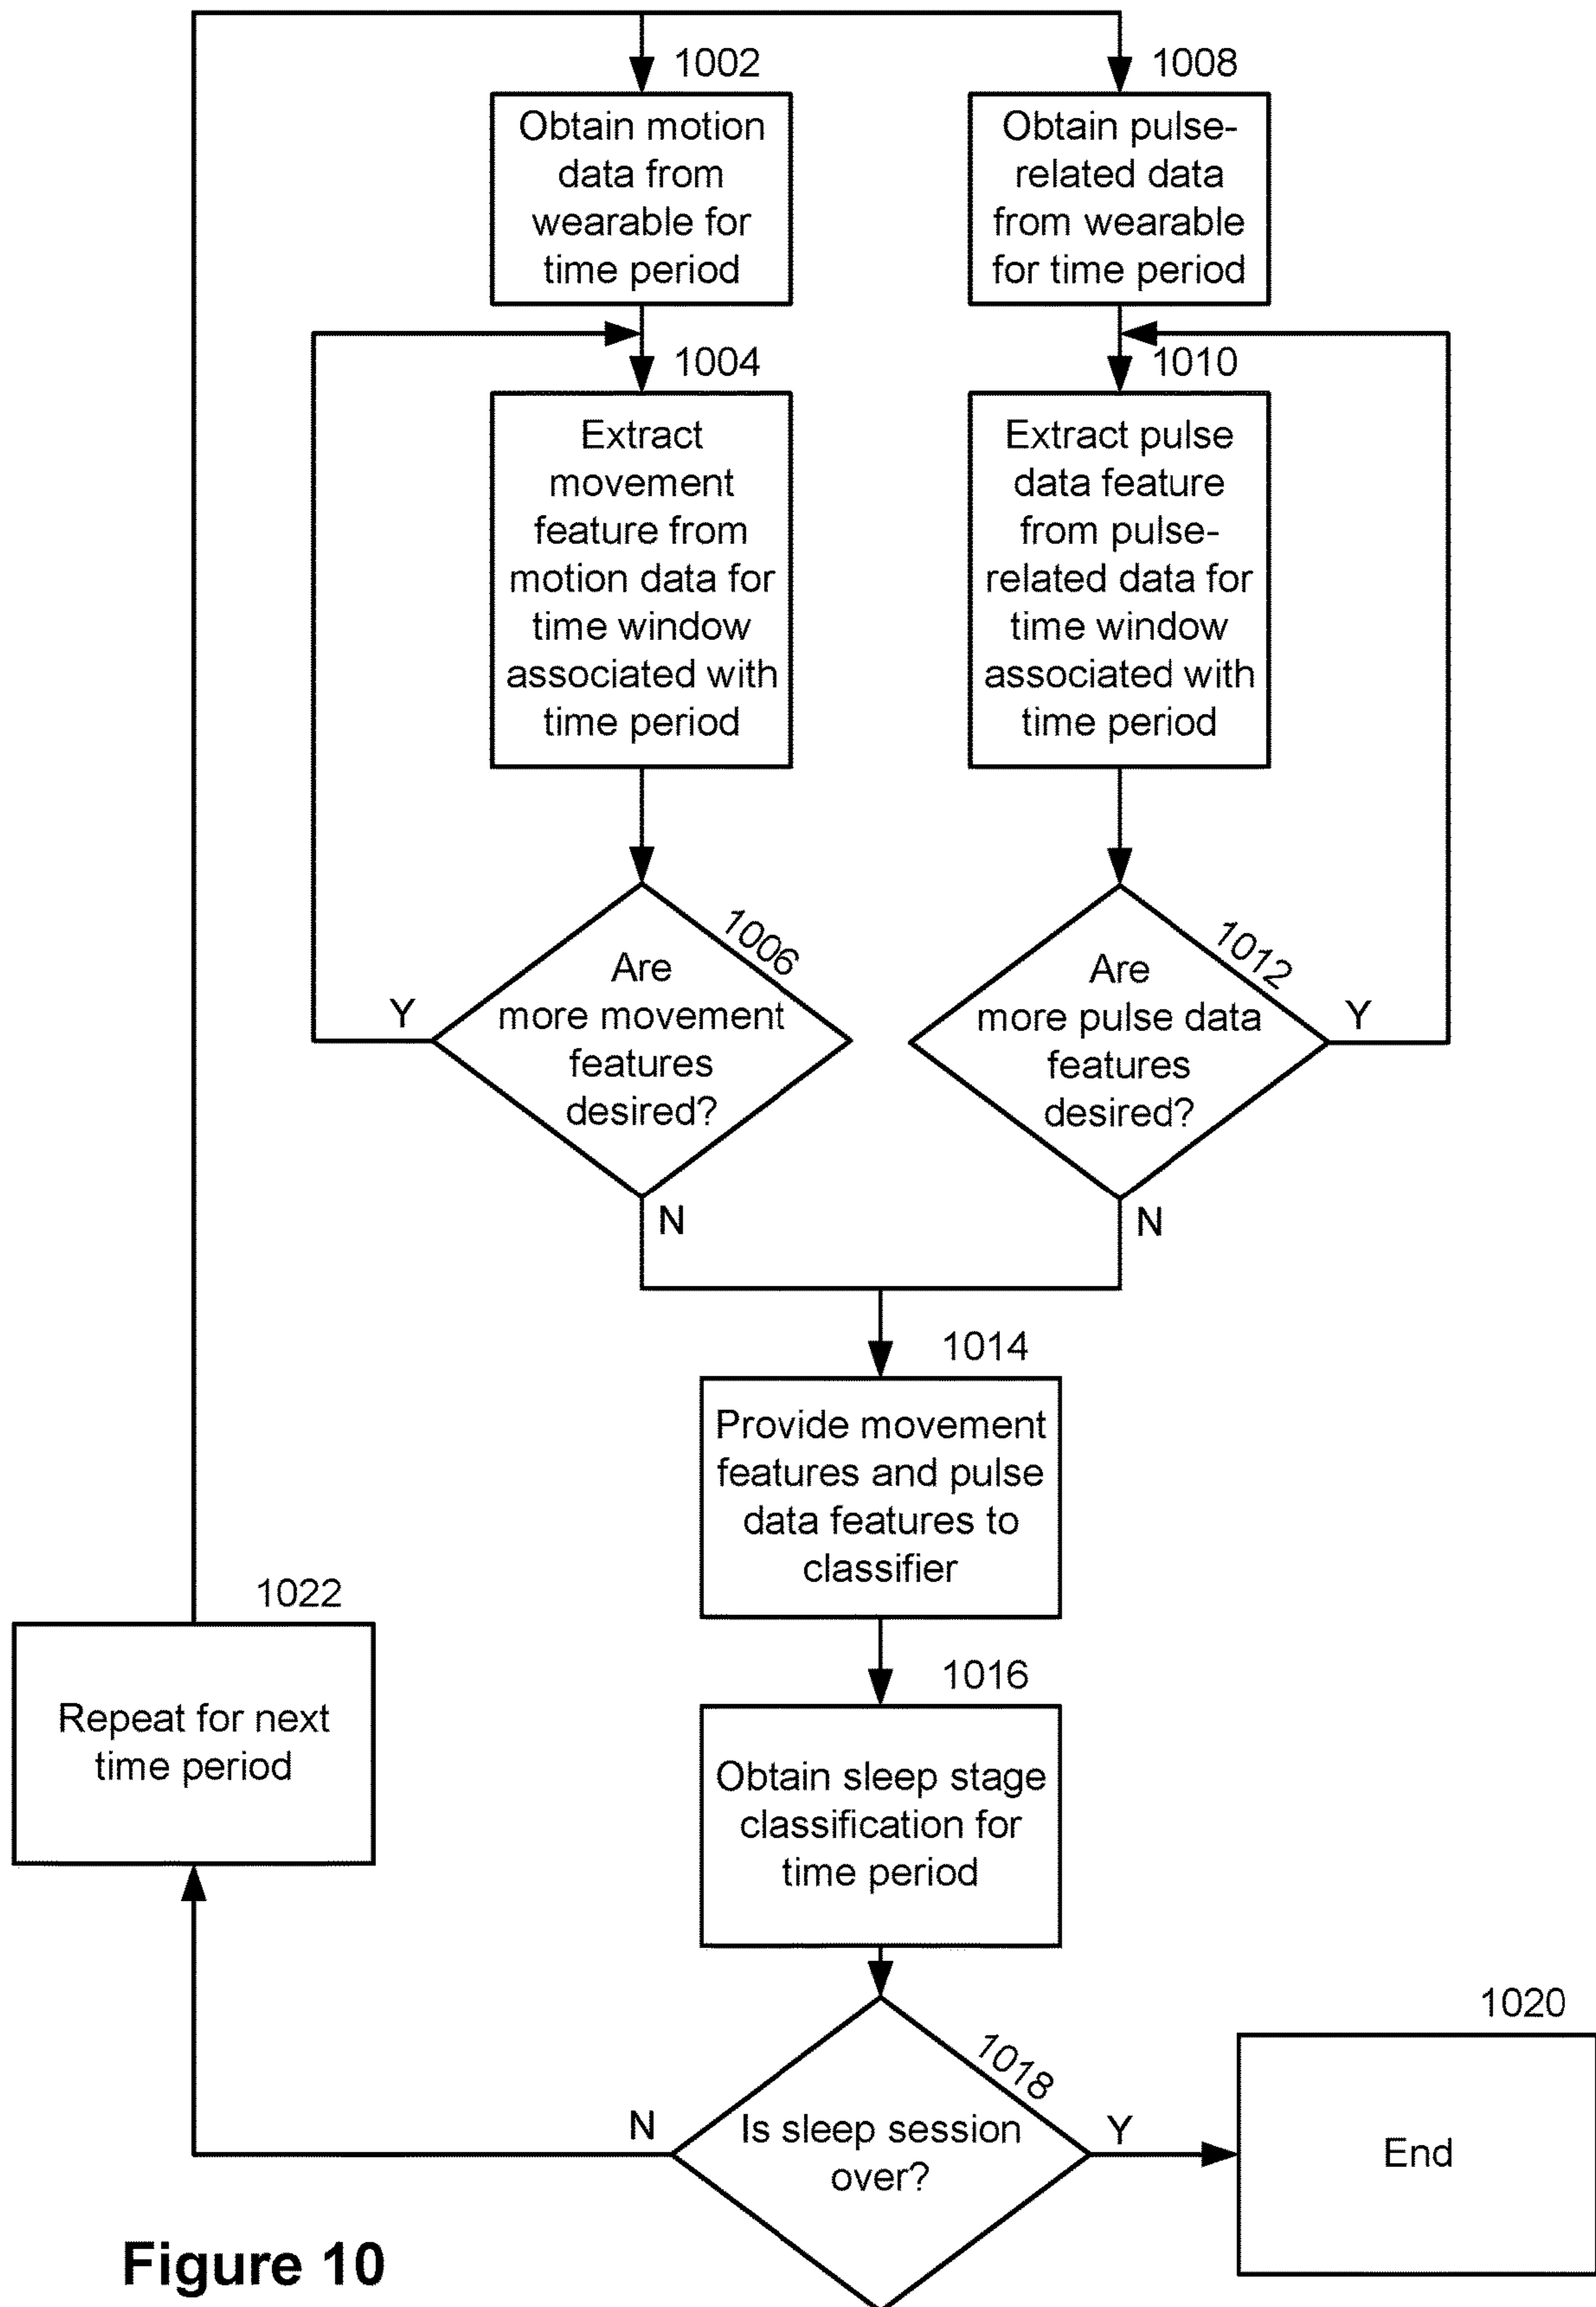 1002
Obtain motion
data from
wearable for
time period
1008
Obtain pulse-
related data
from wearable
for time period
1004
Extract
movement
feature from
motion data for
time window
associated with
time period
1010
Extract pulse
data feature
from pulse-
related data for
time window
associated with
time period
1006
Are
more movement
features
desired?
Y
N
1012
Are
more pulse data
features
desired?
Y
N
1014
Provide movement
features and pulse
data features to
classifier
1022
Repeat for next
time period
1016
Obtain sleep stage
classification for
time period
1018
Is sleep session
over?
N
Y
1020
End
Figure 10